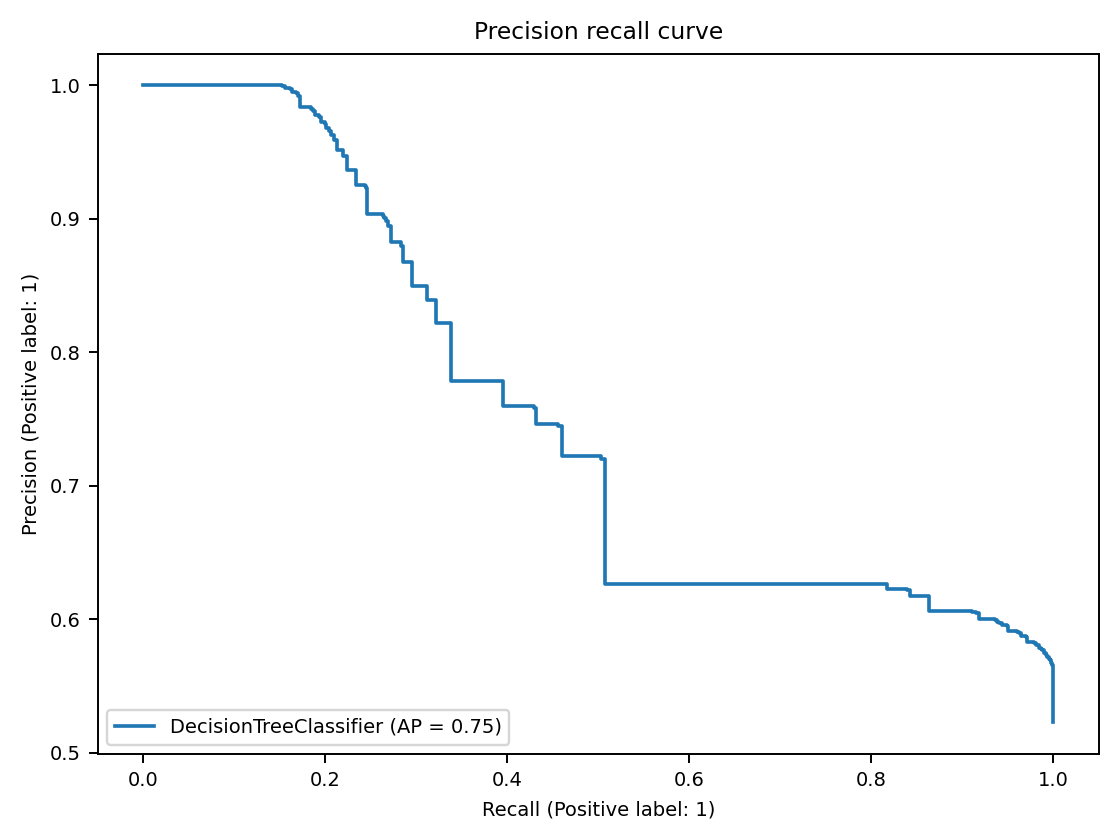 Precision recall curve
1.0
0.9
0.8
0.7
0.6
0.5
Precision (Positive label: 1)
DecisionTreeClassifier (AP = 0.75)
0.0 0.2 0.4 0.6 0.8 1.0
Recall (Positive label: 1)